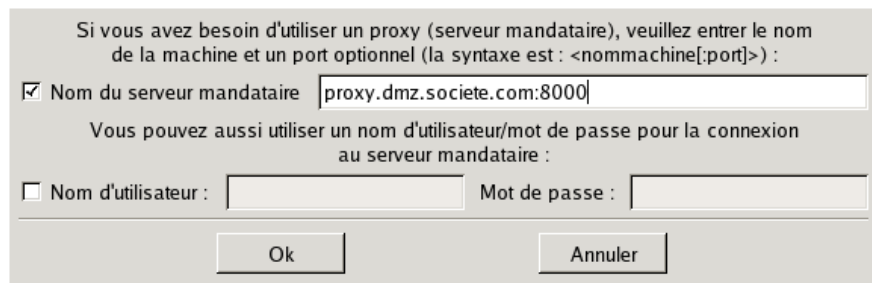 Si vous avez besoin d'utiliser un proxy (serveur mandataire), veuillez entrer le nom
de la machine et un port optionnel (la syntaxe est : <nommachine[:port]>) :
Nom du serveur mandataire proxy.dmz.societe.com:8000
Vous pouvez aussi utiliser un nom d'utilisateur/mot de passe pour la connexion
au serveur mandataire :
Nom d'utilisateur : Mot de passe :
Ok Annuler